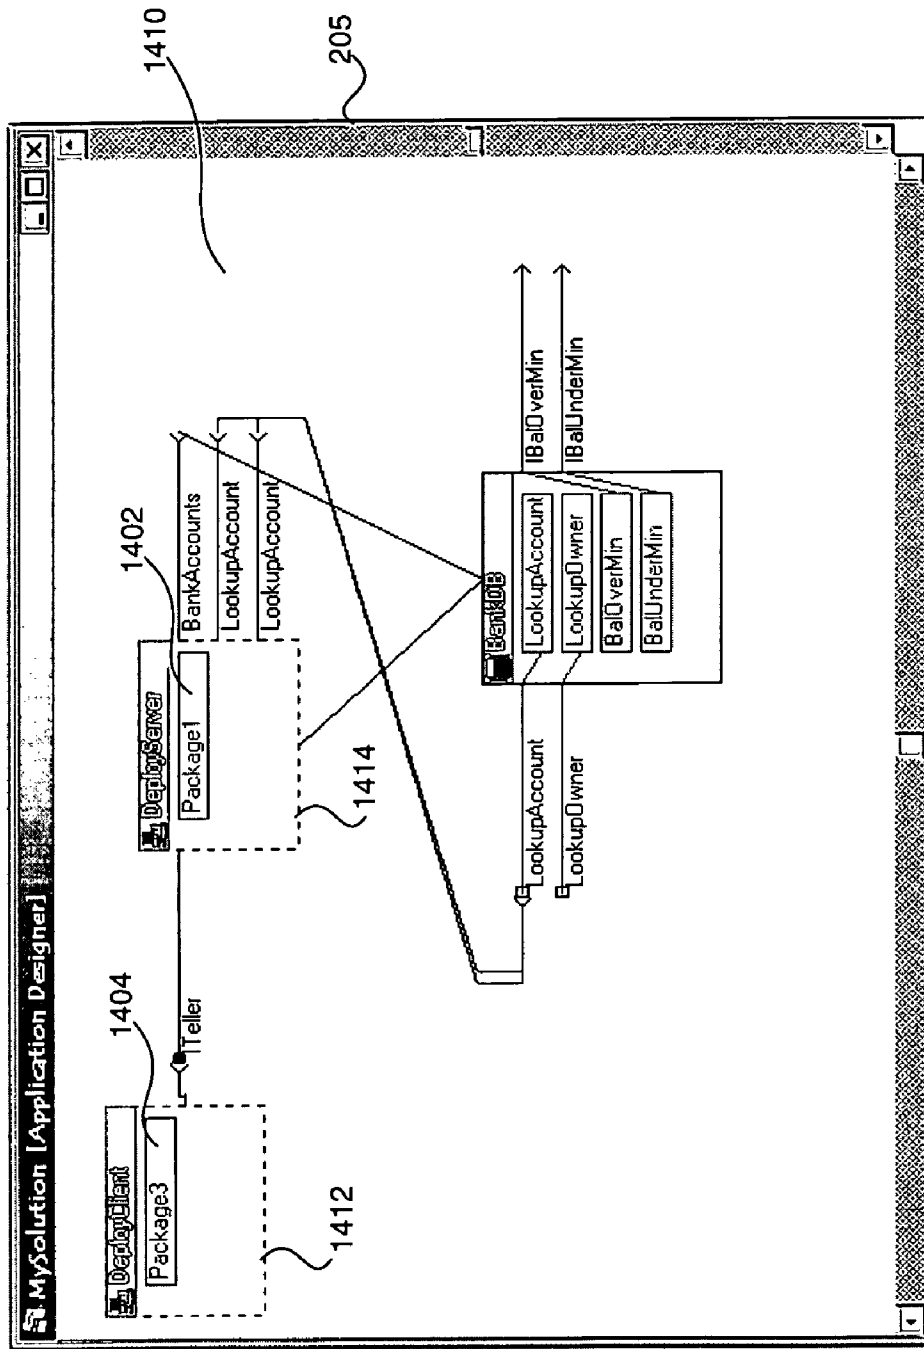 MySolution [Application Designer]
1410
205
1404
1402
DeployClient
Package3
1412
ITeller
DeployServer
Package1
1414
BankAccounts
LookupAccount
LookupAccount
LookupAccount
LookupOwner
BankDB
LookupAccount
LookupOwner
BalOverMin
BalUnderMin
IBalOverMin
IBalUnderMin